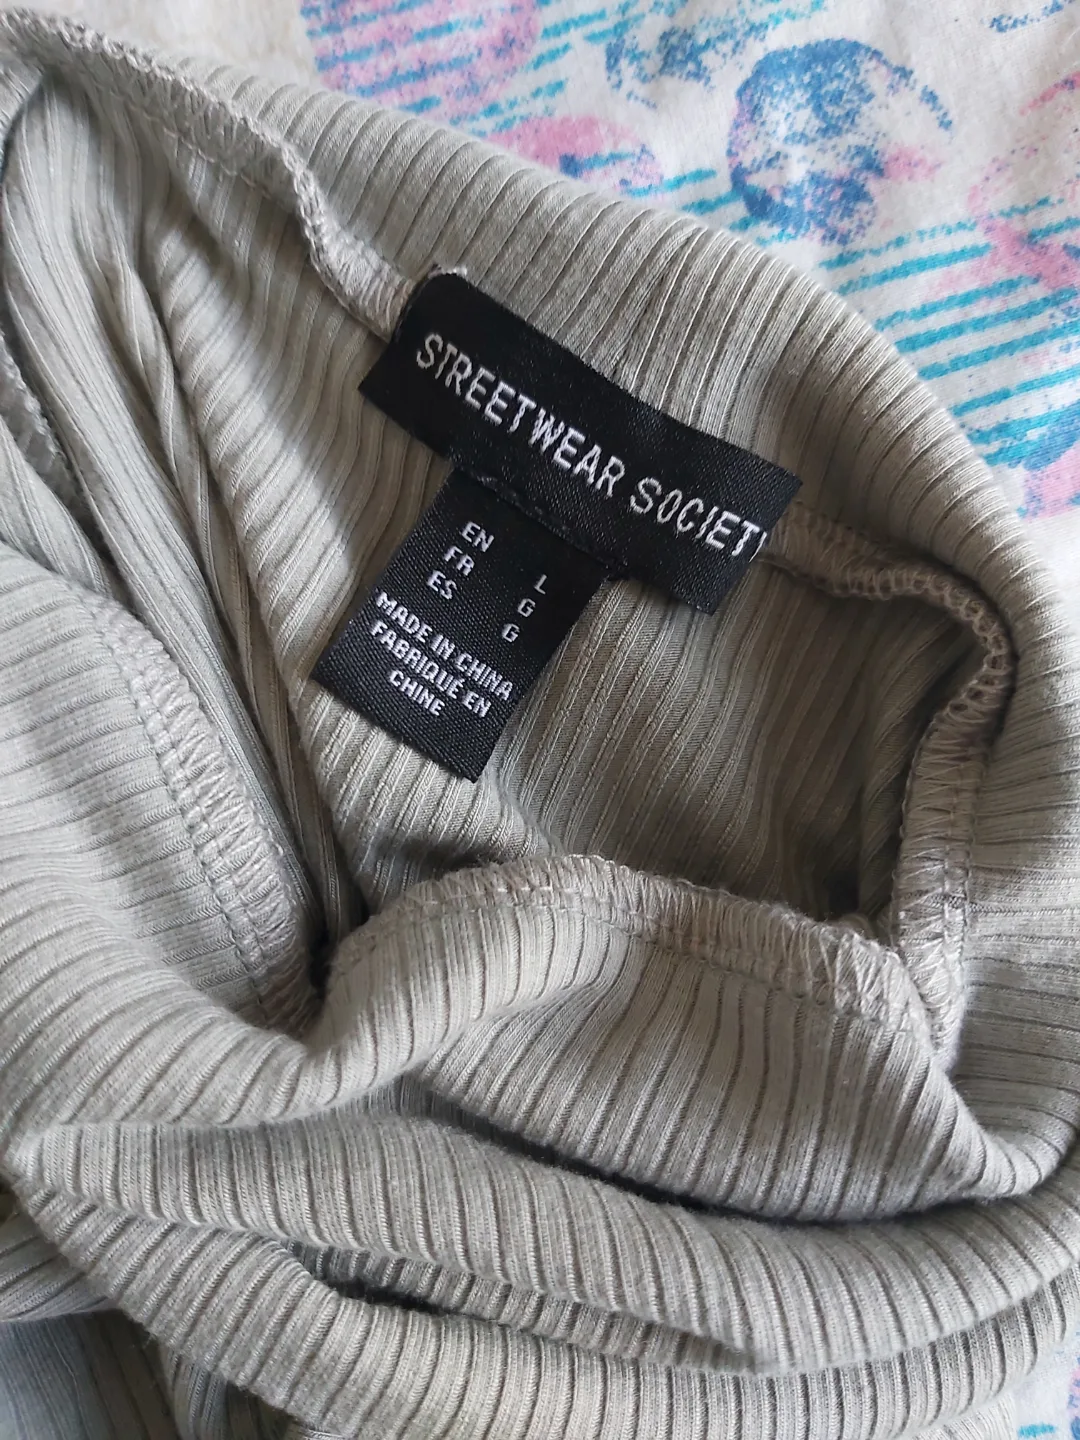 STREETWEAR SOCIETY
EN L
FR G
ES G
MADE IN CHINA
FABRIQUÉ EN
CHINE